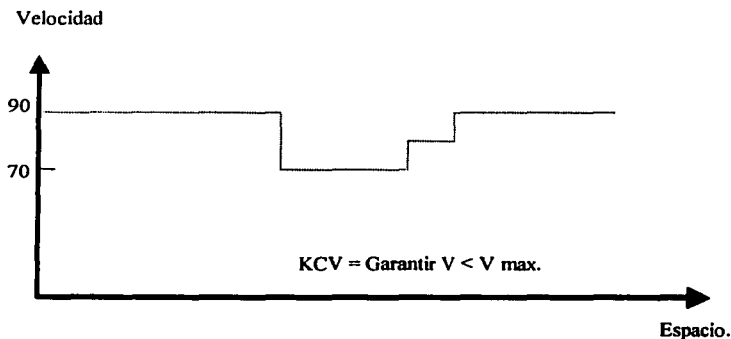 Velocidad
90
70
KCV = Garantir V < V max.
Espacio.